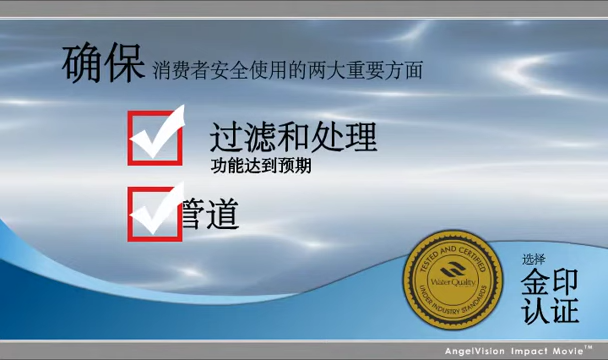 确保 消费者安全使用的两大重要方面
过滤和处理
功能达到预期
管道
选择
金印
认证
TESTED AND CERTIFIED
Water Quality
UNDER INDUSTRY STANDARDS
AngelVision Impact Movie™